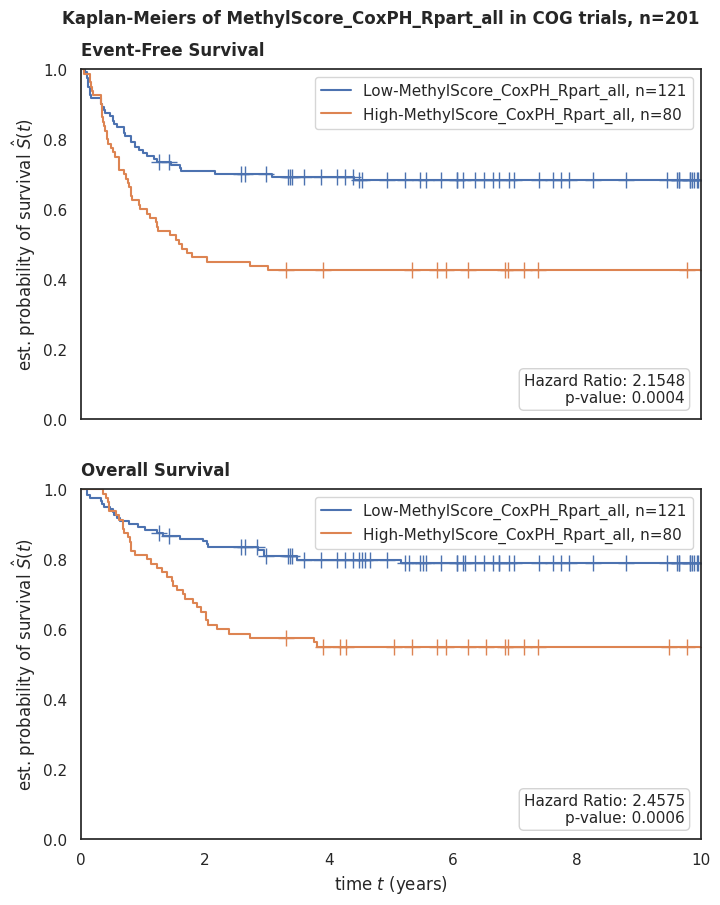 Kaplan-Meiers of MethylScore_CoxPH_Rpart_all in COG trials, n=201
Event-Free Survival
1.0
0.8
0.6
0.4
0.2
0.0
est. probability of survival Ŝ(t)
Low-MethylScore_CoxPH_Rpart_all, n=121
High-MethylScore_CoxPH_Rpart_all, n=80
Hazard Ratio: 2.1548
p-value: 0.0004
Overall Survival
1.0
0.8
0.6
0.4
0.2
0.0
est. probability of survival Ŝ(t)
Low-MethylScore_CoxPH_Rpart_all, n=121
High-MethylScore_CoxPH_Rpart_all, n=80
Hazard Ratio: 2.4575
p-value: 0.0006
0 2 4 6 8 10
time t (years)